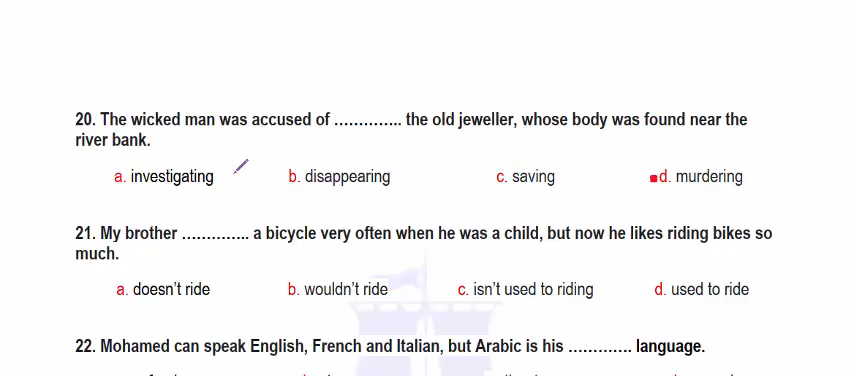 20. The wicked man was accused of ………….. the old jeweller, whose body was found near the
river bank.
a. investigating b. disappearing c. saving d. murdering
21. My brother ………….. a bicycle very often when he was a child, but now he likes riding bikes so
much.
a. doesn't ride b. wouldn't ride c. isn't used to riding d. used to ride
22. Mohamed can speak English, French and Italian, but Arabic is his …………. language.